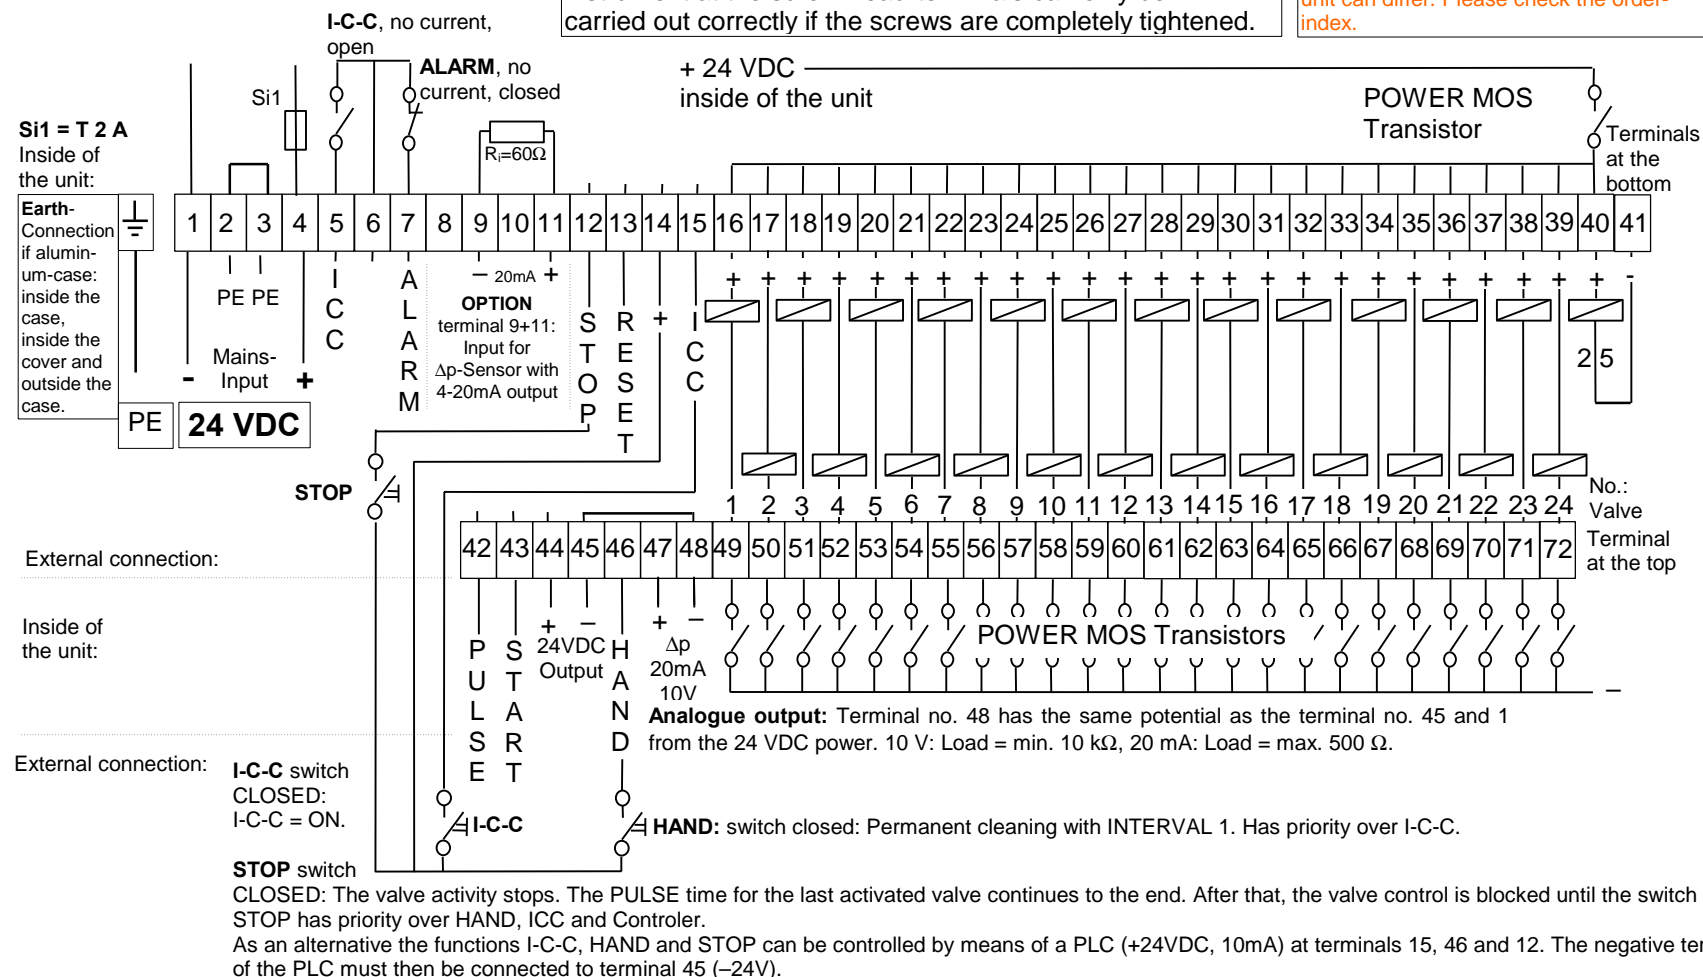 carried out correctly if the screws are completely tightened.
index.
I-C-C, no current,
open
ALARM, no
current, closed
+ 24 VDC
inside of the unit
POWER MOS
Transistor
Terminals
at the
bottom
Si1
Si1 = T 2 A
Inside of
the unit:
Ri=60Ω
Earth-
Connection
if alumin-
um-case:
inside the
case,
inside the
cover and
outside the
case.
1 2 3 4 5 6 7 8 9 10 11 12 13 14 15 16 17 18 19 20 21 22 23 24 25 26 27 28 29 30 31 32 33 34 35 36 37 38 39 40 41
PE PE
- Mains- +
Input
PE
24 VDC
ICC
ALARM
– 20mA +
OPTION
terminal 9+11:
Input for
Δp-Sensor with
4-20mA output
STOP
RESET
+
ICC
+ + + + + + + + + + + + + + + + + + + + + + + + + -
25
STOP
1 2 3 4 5 6 7 8 9 10 11 12 13 14 15 16 17 18 19 20 21 22 23 24
No.:
Valve
42 43 44 45 46 47 48 49 50 51 52 53 54 55 56 57 58 59 60 61 62 63 64 65 66 67 68 69 70 71 72
Terminal
at the top
External connection:
Inside of
the unit:
PULSE
START
+ –
24VDC
Output
HAND
+ –
Δp
20mA
10V
POWER MOS Transistors
–
Analogue output: Terminal no. 48 has the same potential as the terminal no. 45 and 1
from the 24 VDC power. 10 V: Load = min. 10 kΩ, 20 mA: Load = max. 500 Ω.
External connection:
I-C-C switch
CLOSED:
I-C-C = ON.
I-C-C
HAND: switch closed: Permanent cleaning with INTERVAL 1. Has priority over I-C-C.
STOP switch
CLOSED: The valve activity stops. The PULSE time for the last activated valve continues to the end. After that, the valve control is blocked until the switch
STOP has priority over HAND, ICC and Controler.
As an alternative the functions I-C-C, HAND and STOP can be controlled by means of a PLC (+24VDC, 10mA) at terminals 15, 46 and 12. The negative
of the PLC must then be connected to terminal 45 (–24V).